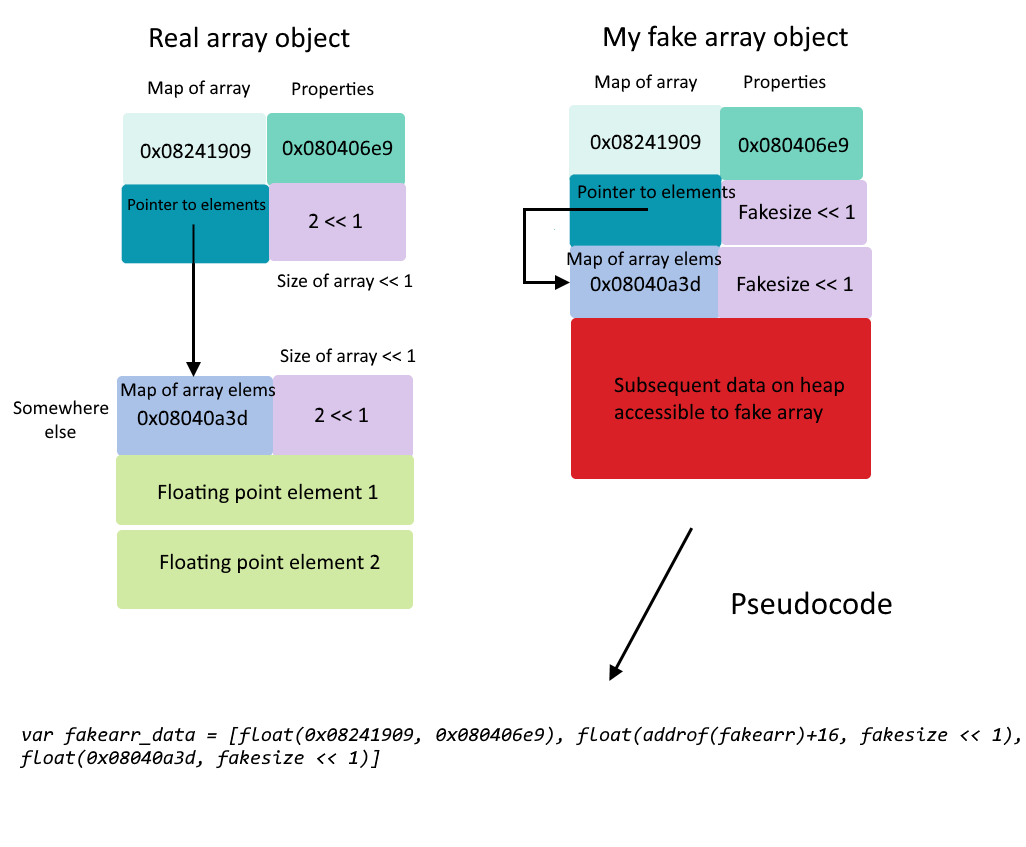 Real array object
Map of array
Properties
0x08241909
0x080406e9
Pointer to elements
2 << 1
Size of array << 1
Size of array << 1
Somewhere
else
Map of array elems
0x08040a3d
2 << 1
Floating point element 1
Floating point element 2
My fake array object
Map of array
Properties
0x08241909
0x080406e9
Pointer to elements
Fakesize << 1
Map of array elems
0x08040a3d
Fakesize << 1
Subsequent data on heap
accessible to fake array
Pseudocode
var fakearr_data = [float(0x08241909, 0x080406e9), float(addrof(fakearr)+16, fakesize << 1),
float(0x08040a3d, fakesize << 1)]